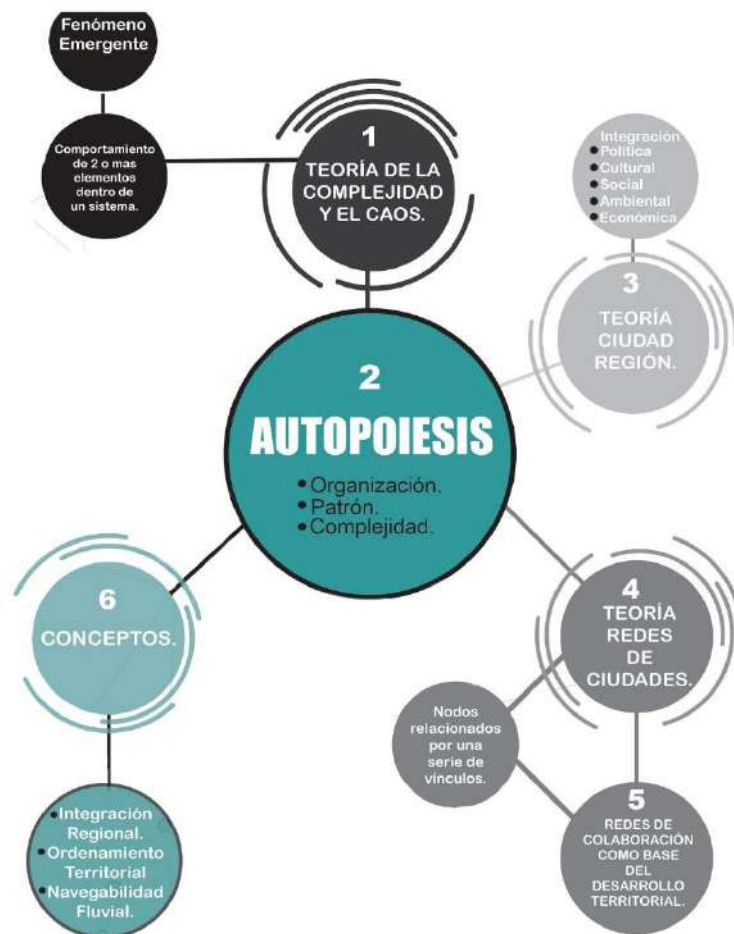 Fenómeno
Emergente
Comportamiento
de 2 o mas
elementos
dentro de
un sistema.
1
TEORÍA DE LA
COMPLEJIDAD
Y EL CAOS.
Integración
• Política
• Cultural
• Social
• Ambiental
• Económica
3
TEORÍA
CIUDAD
REGIÓN.
2
AUTOPOIESIS
• Organización.
• Patrón.
• Complejidad.
6
CONCEPTOS.
• Integración
Regional.
• Ordenamiento
Territorial
• Navegabilidad
Fluvial.
4
TEORÍA
REDES
DE
CIUDADES.
Nodos
relacionados
por una
serie de
vínculos.
5
REDES DE
COLABORACIÓN
COMO BASE
DEL
DESARROLLO
TERRITORIAL.